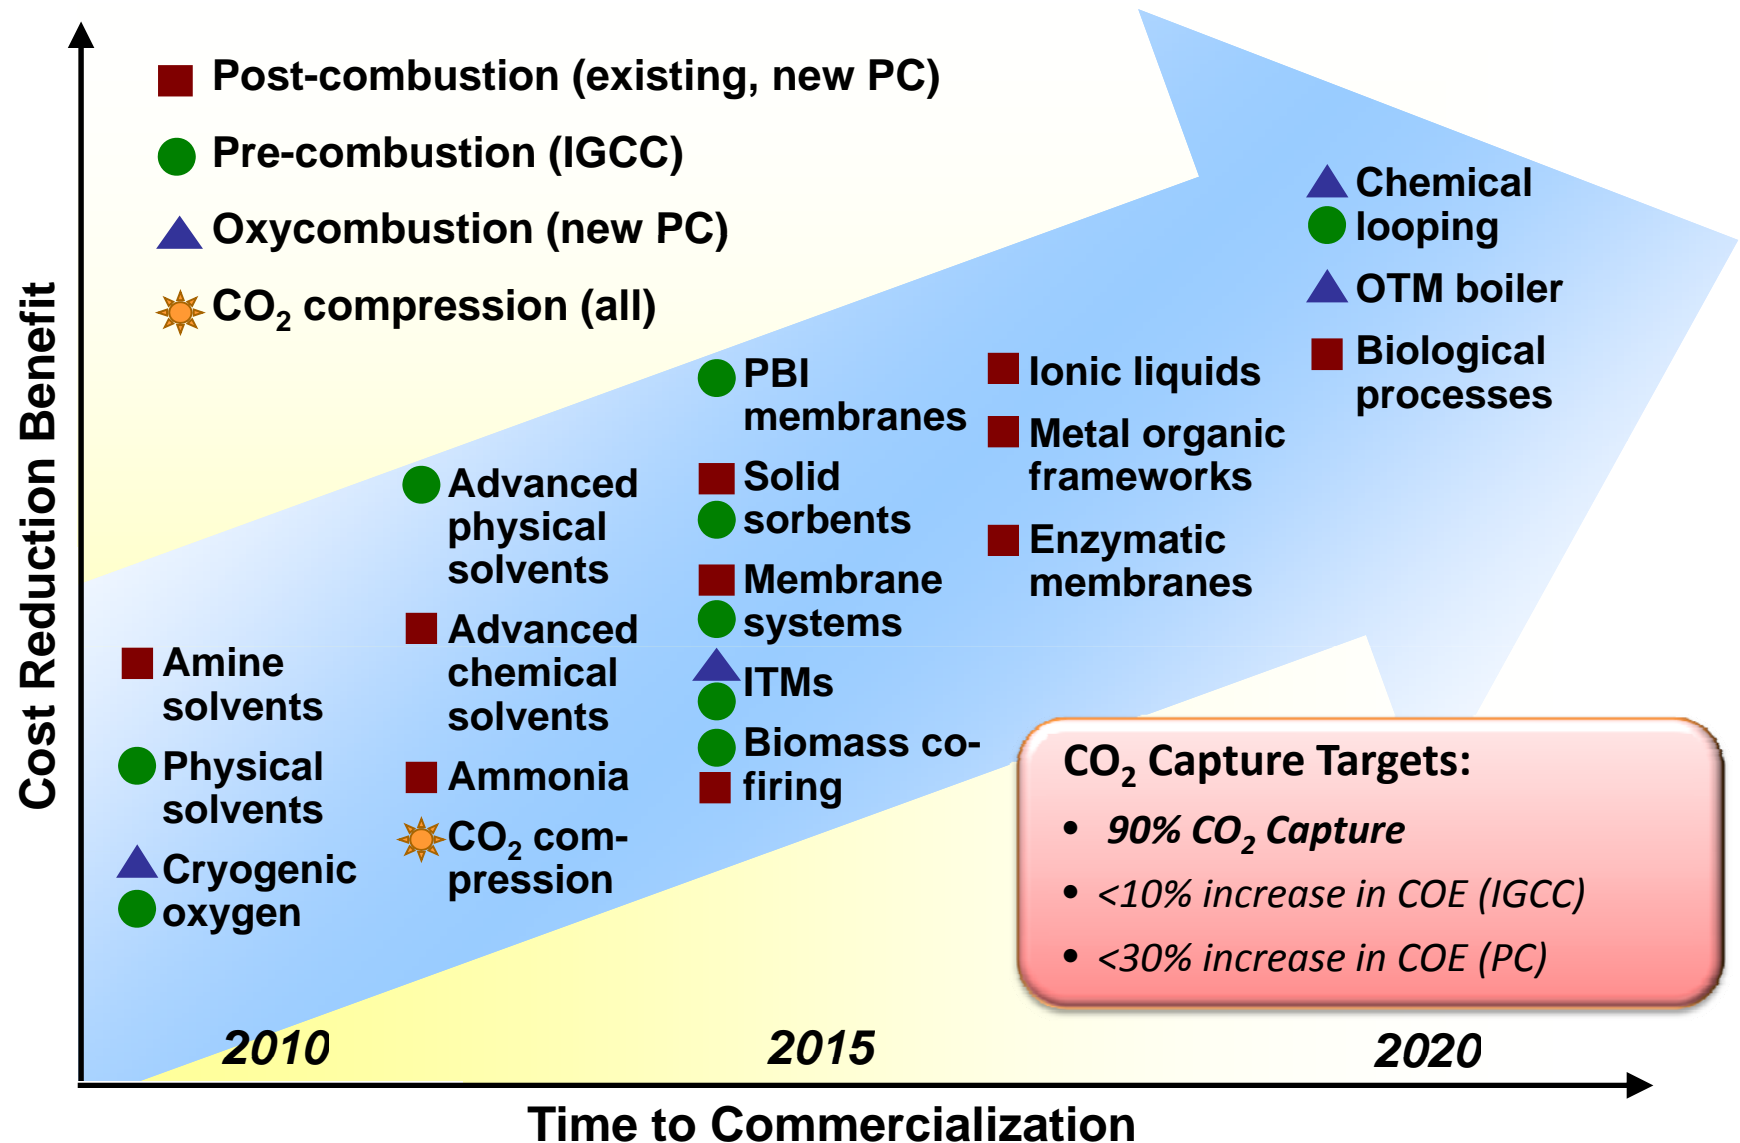 Cost Reduction Benefit
Post-combustion (existing, new PC)
Pre-combustion (IGCC)
Oxycombustion (new PC)
CO2 compression (all)
Amine
solvents
Physical
solvents
Cryogenic
oxygen
Advanced
physical
solvents
Advanced
chemical
solvents
Ammonia
CO2 com-
pression
PBI
membranes
Solid
sorbents
Membrane
systems
ITMs
Biomass co-
firing
Ionic liquids
Metal organic
frameworks
Enzymatic
membranes
Chemical
looping
OTM boiler
Biological
processes
CO2 Capture Targets:
• 90% CO2 Capture
• <10% increase in COE (IGCC)
• <30% increase in COE (PC)
2010
2015
2020
Time to Commercialization